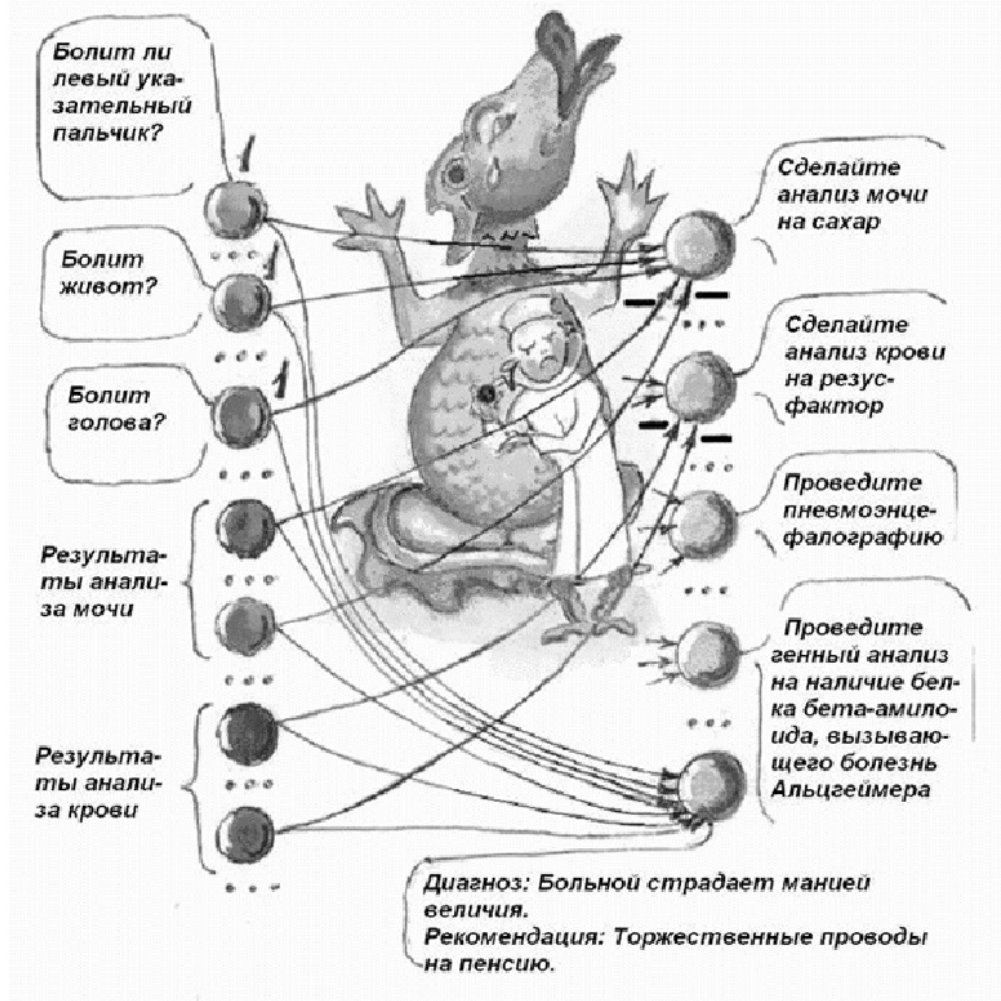 Болит ли
левый ука-
зательный
пальчик?
1
Болит
живот?
1
Болит
голова?
1
Результа-
ты анали-
за мочи
Результа-
ты анали-
за крови
Сделайте
анализ мочи
на сахар
Сделайте
анализ крови
на резус-
фактор
Проведите
пневмоэнце-
фалографию
Проведите
генный анализ
на наличие бел-
ка бета-амило-
ида, вызываю-
щего болезнь
Альцгеймера
Диагноз: Больной страдает манией
величия.
Рекомендация: Торжественные проводы
на пенсию.